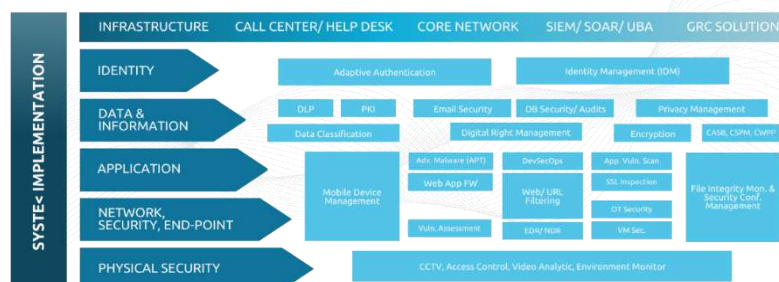 INFRASTRUCTURE CALL CENTER/ HELP DESK CORE NETWORK SIEM/ SOAR/ UBA GRC SOLUTION
SYSTE< IMPLEMENTATION
IDENTITY
Adaptive Authentication
Identity Management (IDM)
DATA &
INFORMATION
DLP
PKI
Email Security
DB Security/ Audits
Privacy Management
Data Classification
Digital Right Management
Encryption
CASB, CSPM, CWPP
APPLICATION
Mobile Device
Management
Adv. Malware (APT)
DevSecOps
App. Vuln. Scan
File Integrity Mon. &
Security Conf.
Management
Web App FW
Web/ URL
Filtering
SSL Inspection
NETWORK,
SECURITY, END-POINT
OT Security
Vuln. Assessment
EDR/ NDR
VM Sec.
PHYSICAL SECURITY
CCTV, Access Control, Video Analytic, Environment Monitor